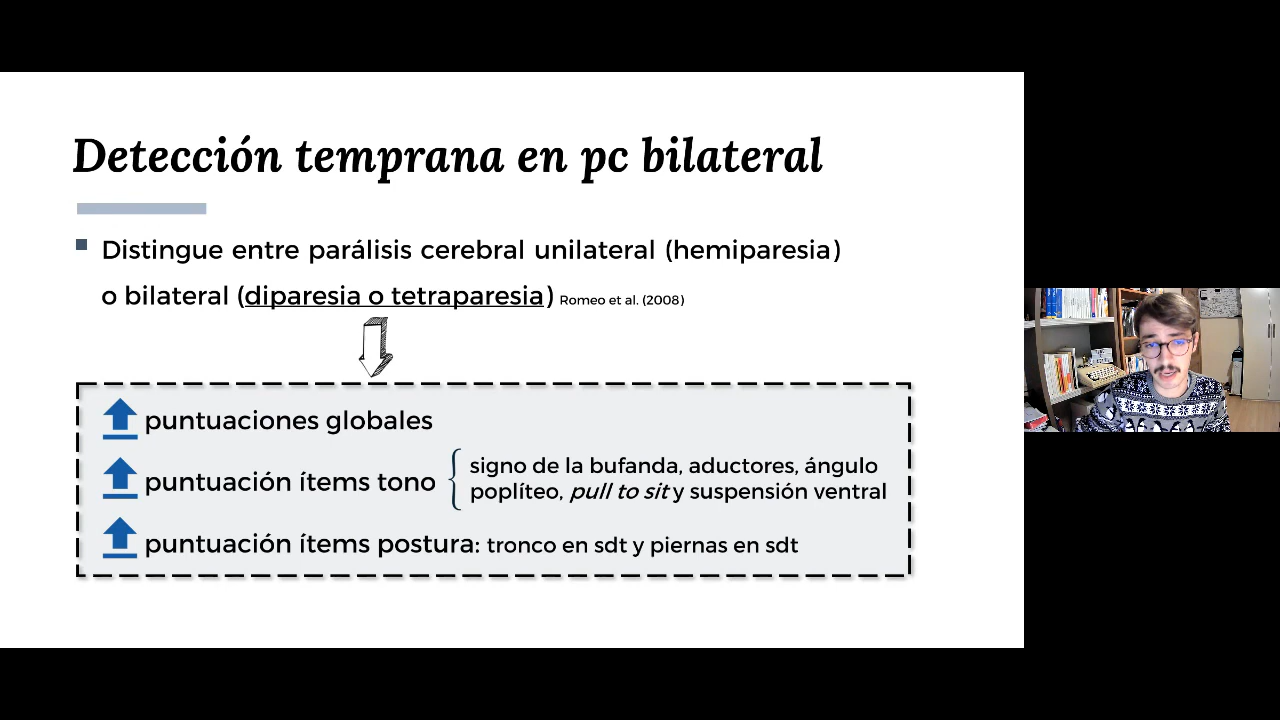 Detección temprana en pc bilateral
Distingue entre parálisis cerebral unilateral (hemiparesia)
o bilateral (diparesia o tetraparesia) Romeo et al. (2008)
puntuaciones globales
puntuación ítems tono
signo de la bufanda, aductores, ángulo
poplíteo, pull to sit y suspensión ventral
puntuación ítems postura: tronco en sdt y piernas en sdt